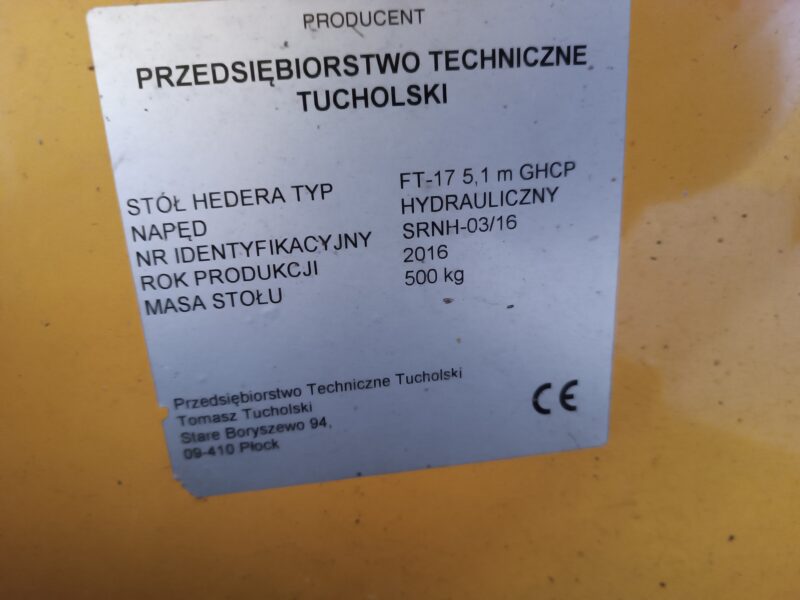 PRODUCENT
PRZEDSIĘBIORSTWO TECHNICZNE
TUCHOLSKI
STÓŁ HEDERA TYP FT-17 5,1 m GHCP
NAPĘD HYDRAULICZNY
NR IDENTYFIKACYJNY SRNH-03/16
ROK PRODUKCJI 2016
MASA STOŁU 500 kg
Przedsiębiorstwo Techniczne Tucholski
Tomasz Tucholski
Stare Boryszewo 94,
09-410 Płock
CE